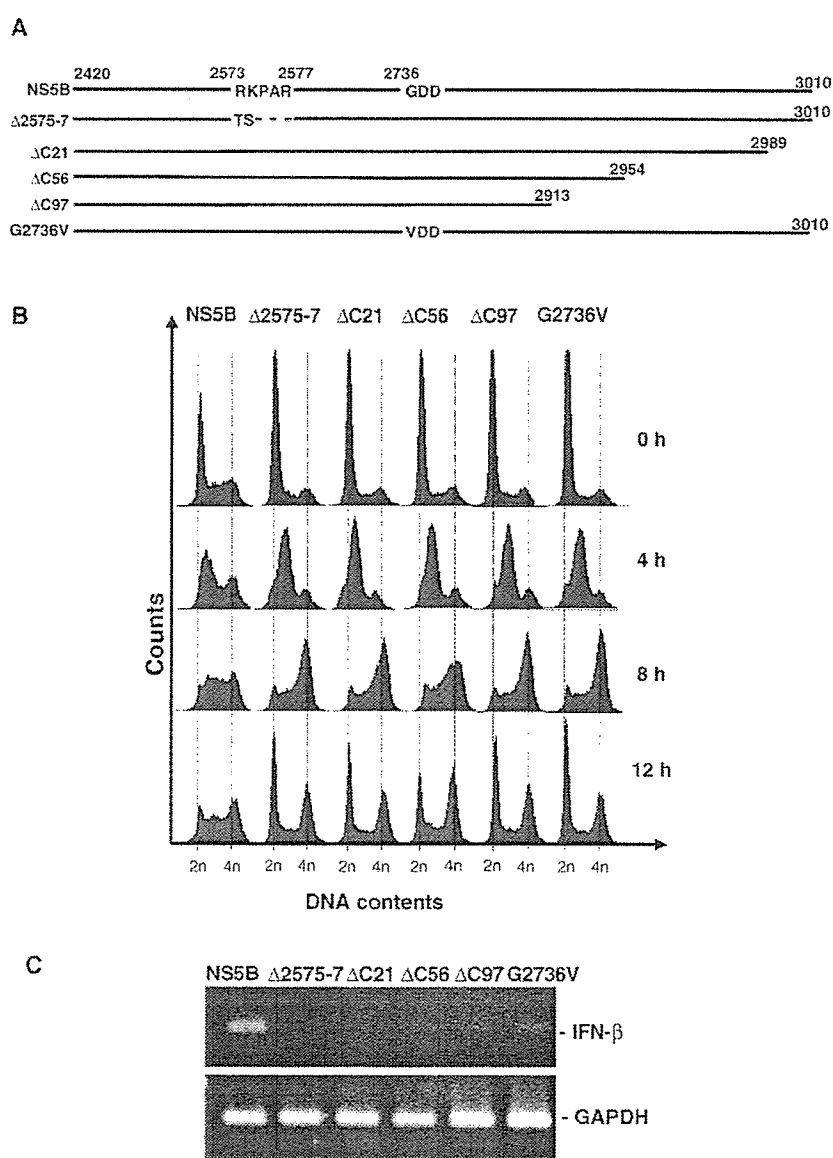 A
2420 2573 2577 2736 3010
NS5B RKPAR GDD
Δ2575-7 TS 3010
ΔC21 2989
ΔC56 2954
ΔC97 2913
G2736V VDD 3010
B
NS5B Δ2575-7 ΔC21 ΔC56 ΔC97 G2736V
0 h
4 h
8 h
12 h
Counts
2n 4n 2n 4n 2n 4n 2n 4n 2n 4n 2n 4n
DNA contents
C
NS5B Δ2575-7 ΔC21 ΔC56 ΔC97 G2736V
- IFN-β
- GAPDH